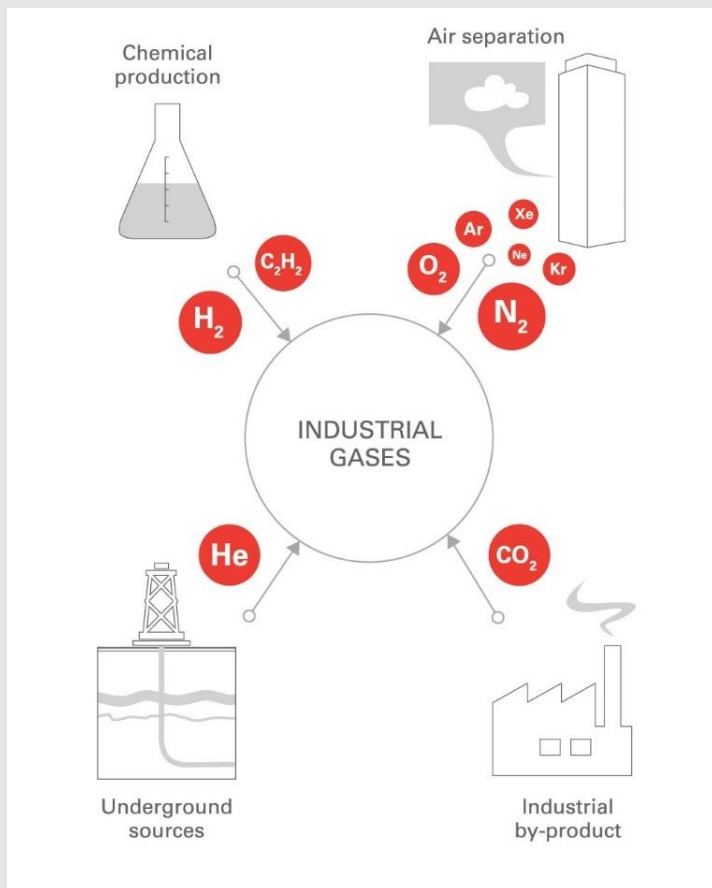 Chemical
production
Air separation
Xe
Ar
Ne
Kr
O₂
N₂
C₂H₂
H₂
INDUSTRIAL
GASES
He
CO₂
Underground
sources
Industrial
by-product